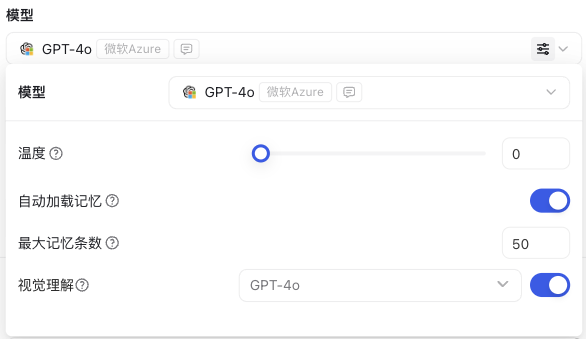 模型
GPT-4o 微软Azure
模型 GPT-4o 微软Azure
温度 0
自动加载记忆
最大记忆条数 50
视觉理解 GPT-4o